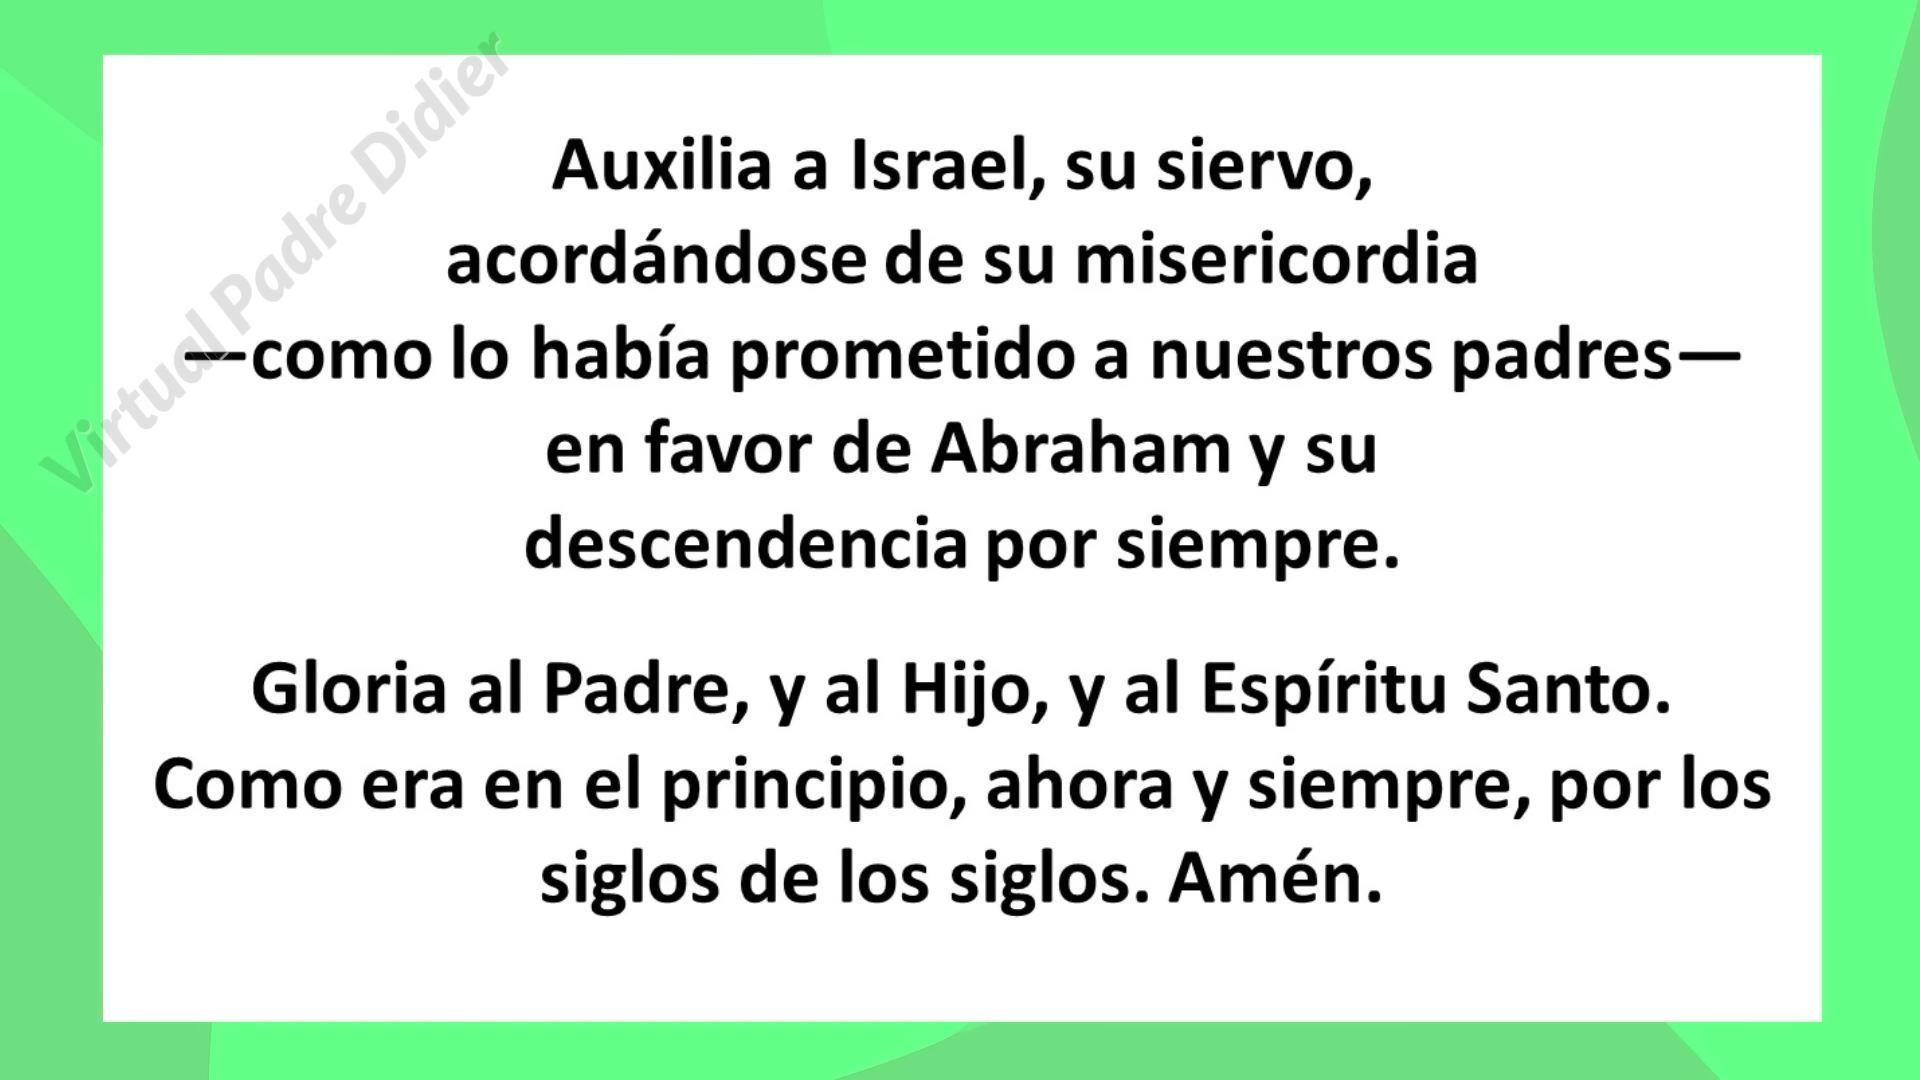 Virtual Padre Didier
Auxilia a Israel, su siervo,
acordándose de su misericordia
—como lo había prometido a nuestros padres—
en favor de Abraham y su
descendencia por siempre.
Gloria al Padre, y al Hijo, y al Espíritu Santo.
Como era en el principio, ahora y siempre, por los
siglos de los siglos. Amén.